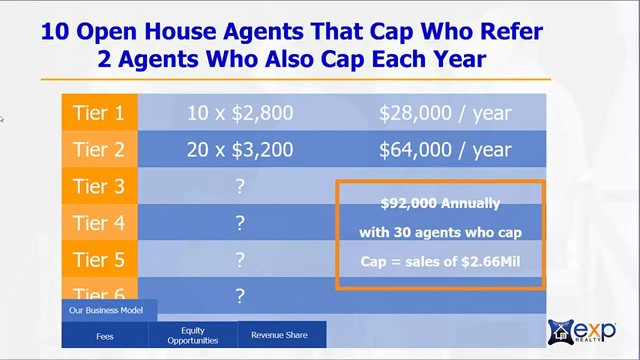 10 Open House Agents That Cap Who Refer
2 Agents Who Also Cap Each Year
Tier 1 10 x $2,800 $28,000 / year
Tier 2 20 x $3,200 $64,000 / year
Tier 3 ?
$92,000 Annually
Tier 4 ?
with 30 agents who cap
Tier 5 ?
Cap = sales of $2.66Mil
Tier 6 ?
Our Business Model
Fees
Equity
Opportunities
Revenue Share
exp
REALTY